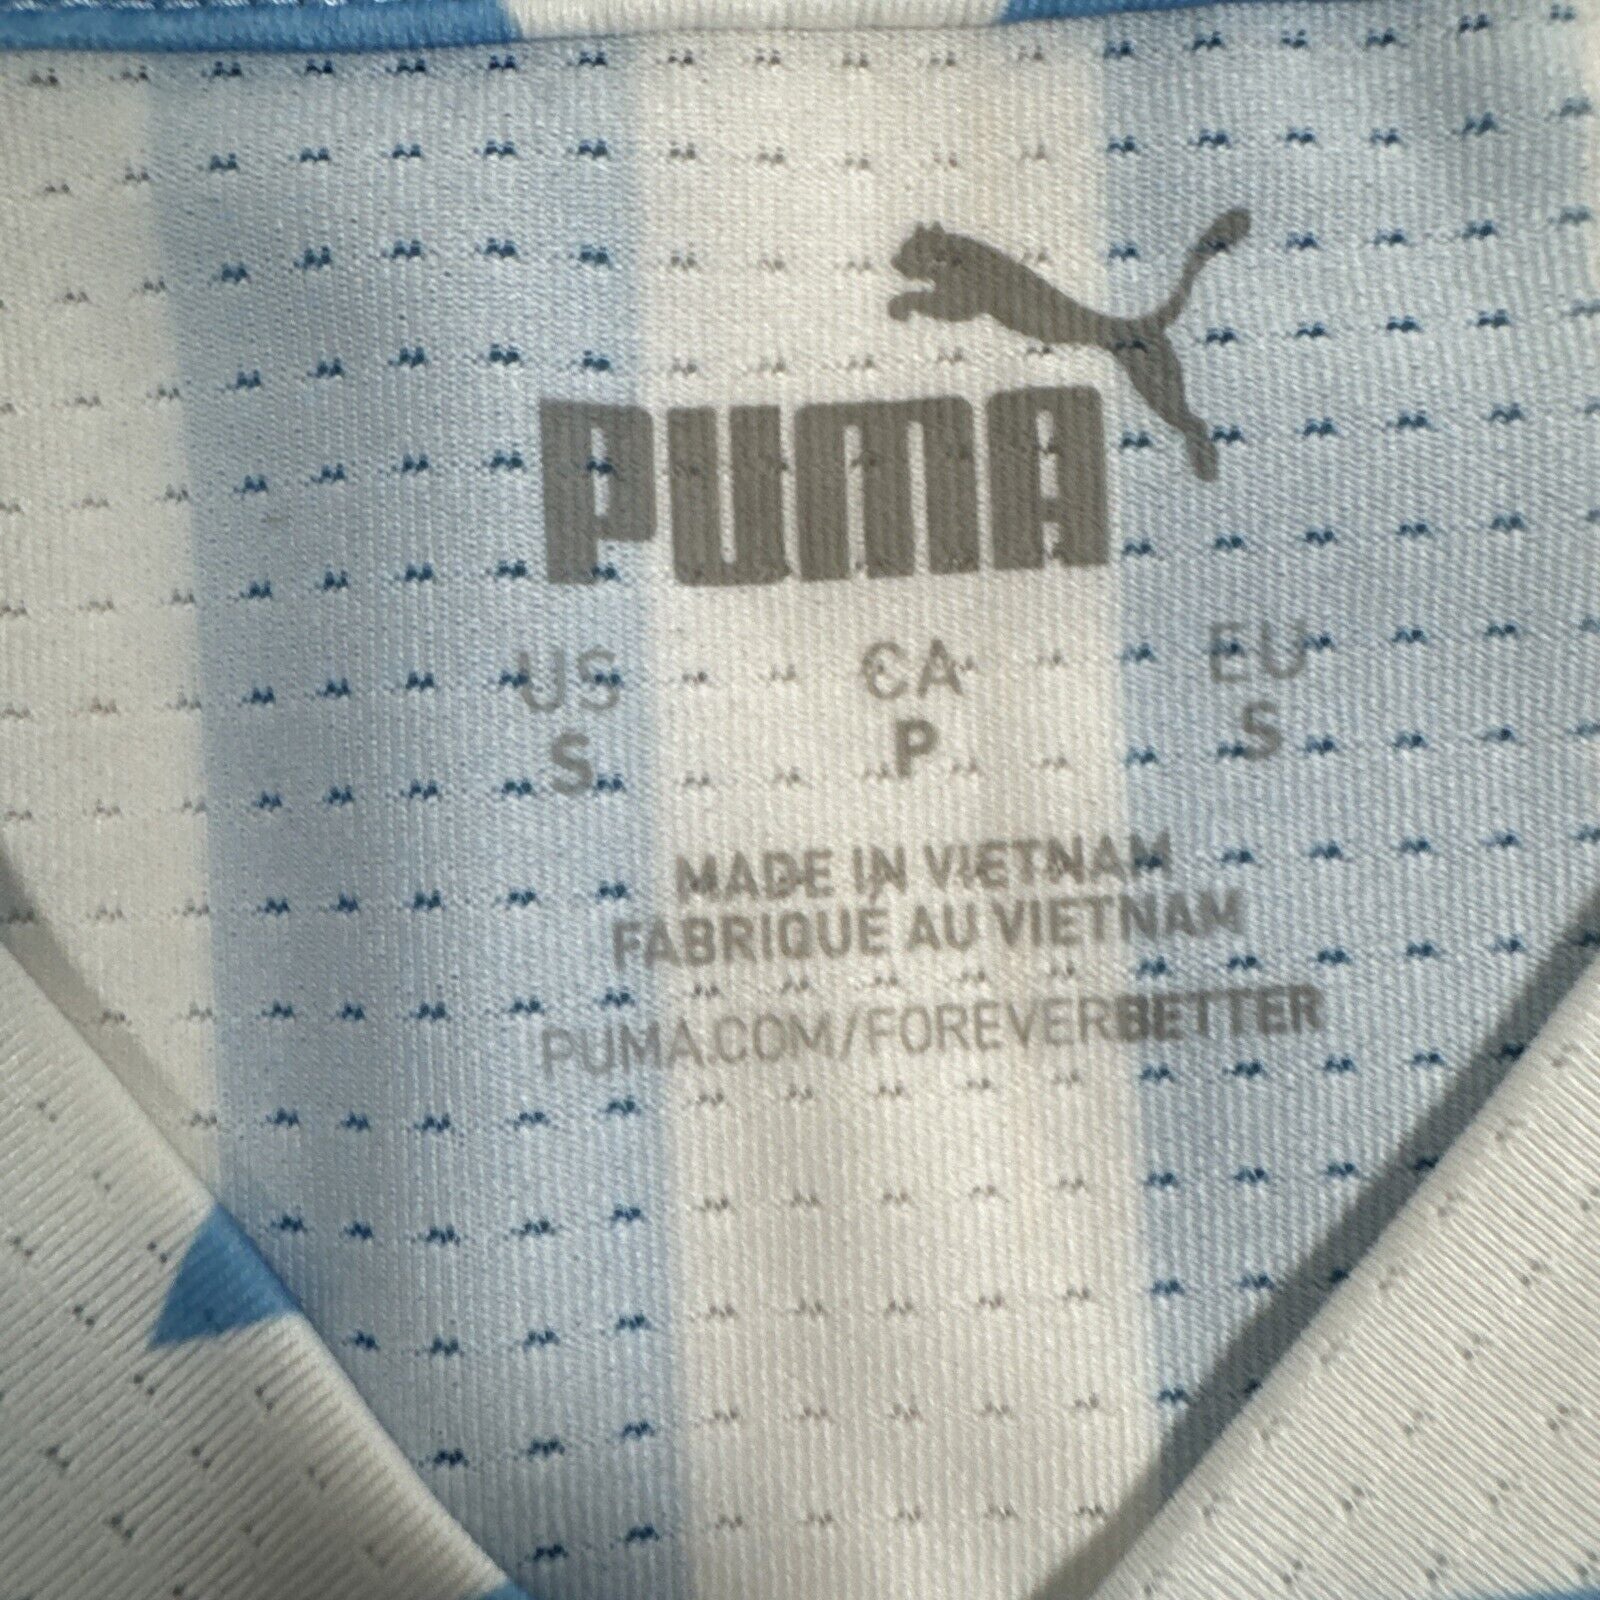 PUMA
US CA EU
S P S
MADE IN VIETNAM
FABRIQUÉ AU VIETNAM
PUMA.COM/FOREVERBETTER